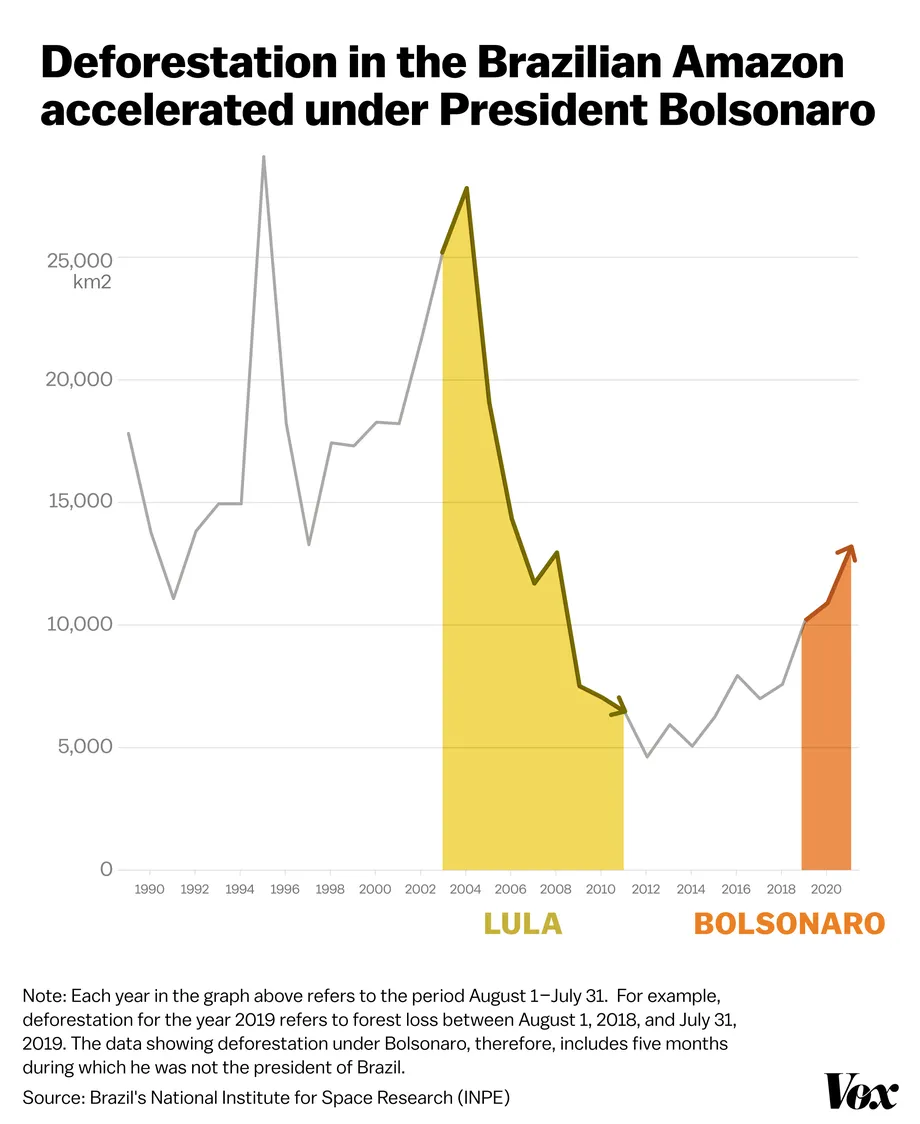 Deforestation in the Brazilian Amazon
accelerated under President Bolsonaro
25,000
km2
20,000
15,000
10,000
5,000
0
1990 1992 1994 1996 1998 2000 2002 2004 2006 2008 2010 2012 2014 2016 2018 2020
LULA BOLSONARO
Note: Each year in the graph above refers to the period August 1–July 31.  For example,
deforestation for the year 2019 refers to forest loss between August 1, 2018, and July 31,
2019. The data showing deforestation under Bolsonaro, therefore, includes five months
during which he was not the president of Brazil.
Source: Brazil's National Institute for Space Research (INPE)
Vox